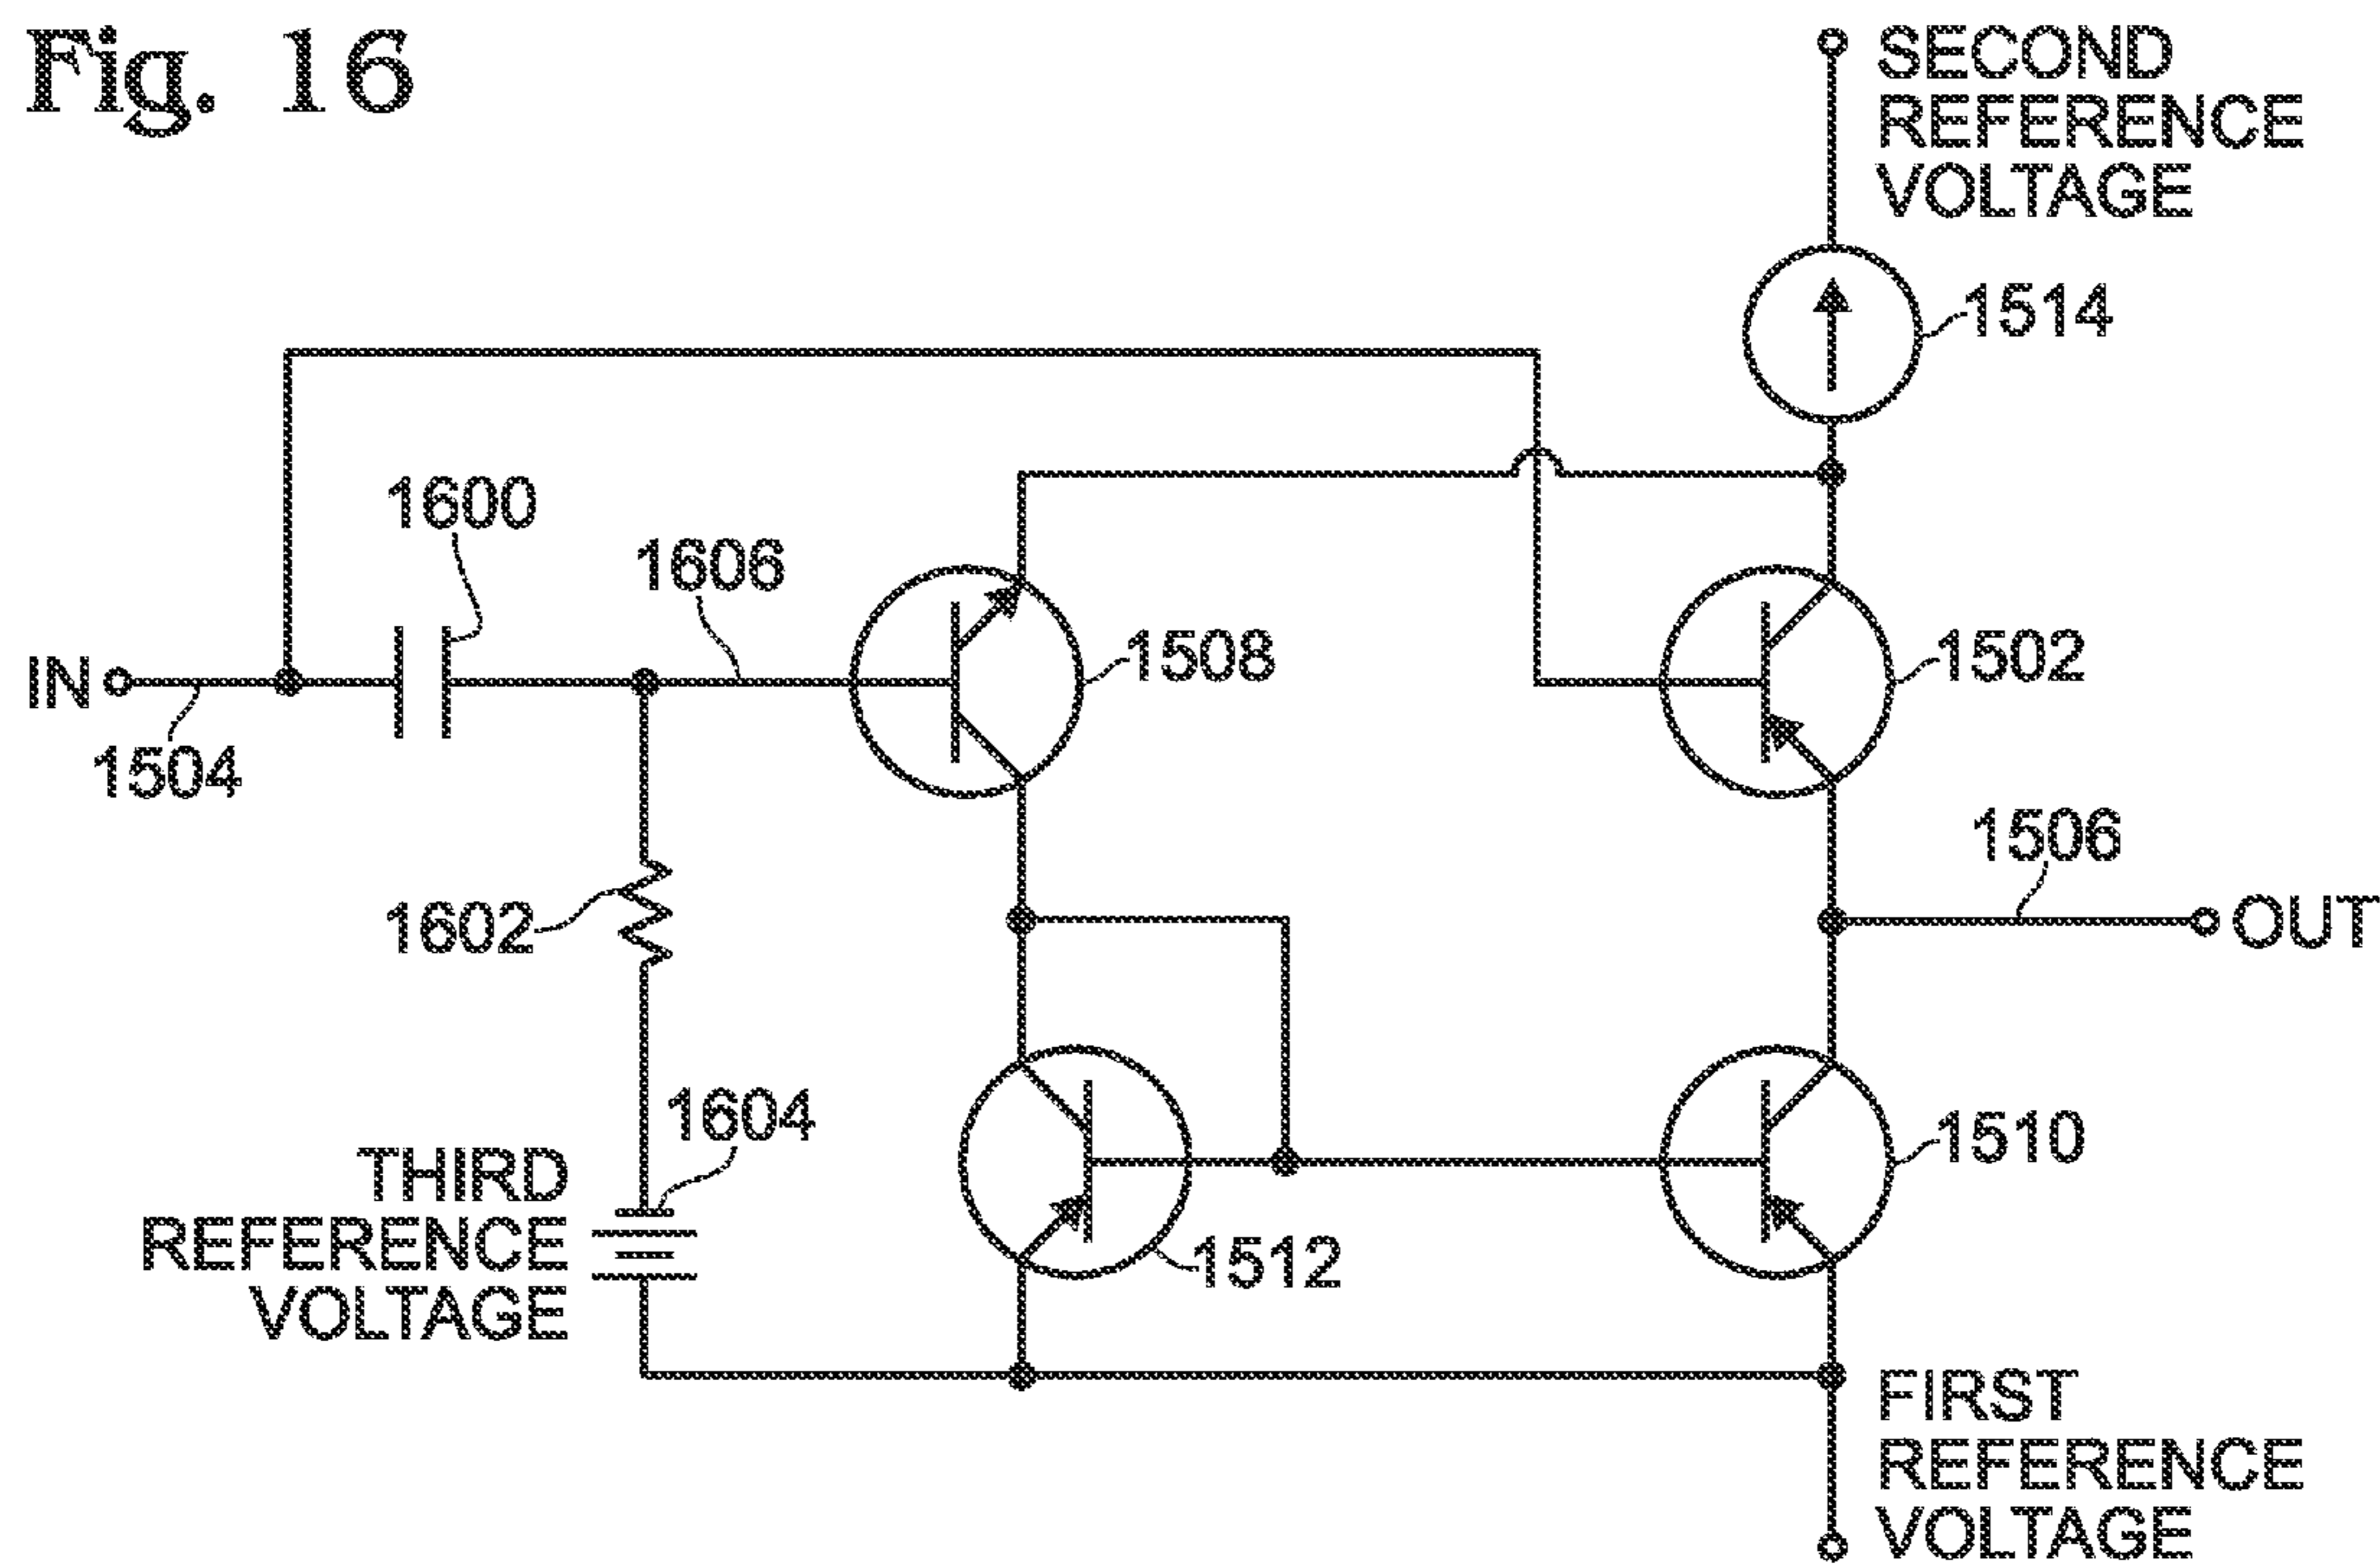 Fig. 16
SECOND
REFERENCE
VOLTAGE
1514
1600
1606
1508
1502
IN
1504
1506
OUT
1602
1604
THIRD
REFERENCE
VOLTAGE
1510
1512
FIRST
REFERENCE
VOLTAGE